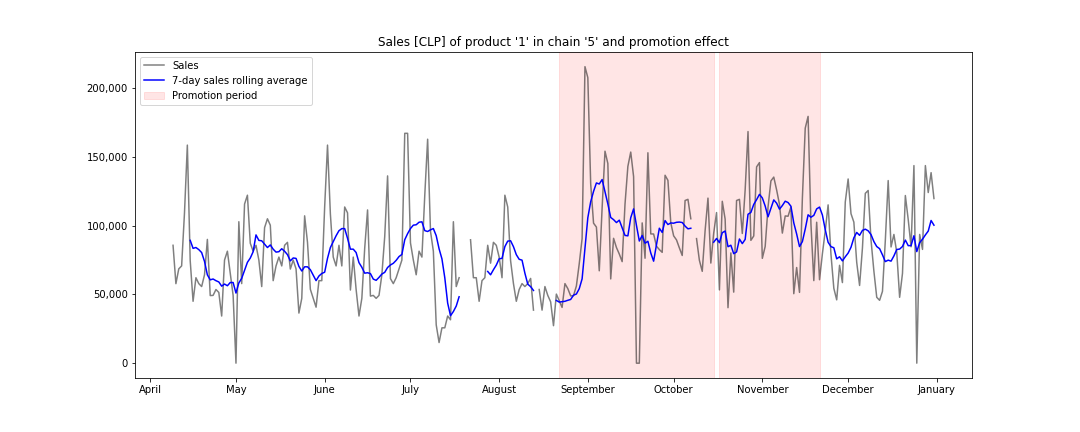 Sales [CLP] of product '1' in chain '5' and promotion effect
Sales
7-day sales rolling average
Promotion period
200,000
150,000
100,000
50,000
0
April May June July August September October November December January